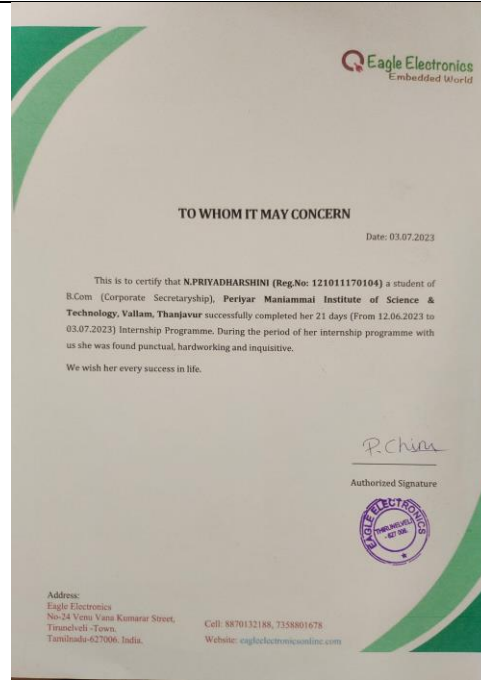 Eagle Electronics
Embedded World
TO WHOM IT MAY CONCERN
Date: 03.07.2023
This is to certify that N.PRIYADHARSHINI (Reg.No: 121011170104) a student of
B.Com (Corporate Secretaryship), Periyar Maniammai Institute of Science &
Technology, Vallam, Thanjavur successfully completed her 21 days (From 12.06.2023 to
03.07.2023) Internship Programme. During the period of her internship programme with
us she was found punctual, hardworking and inquisitive.
We wish her every success in life.
P. Chim
Authorized Signature
EAGLE ELECTRONICS
THIRUNELVELI
- 627 006.
Address:
Eagle Electronics
No-24 Venu Vana Kumarar Street,
Tirunelveli -Town.
Tamilnadu-627006. India.
Cell: 8870132188, 7358801678
Website: eagleelectronicsonline.com